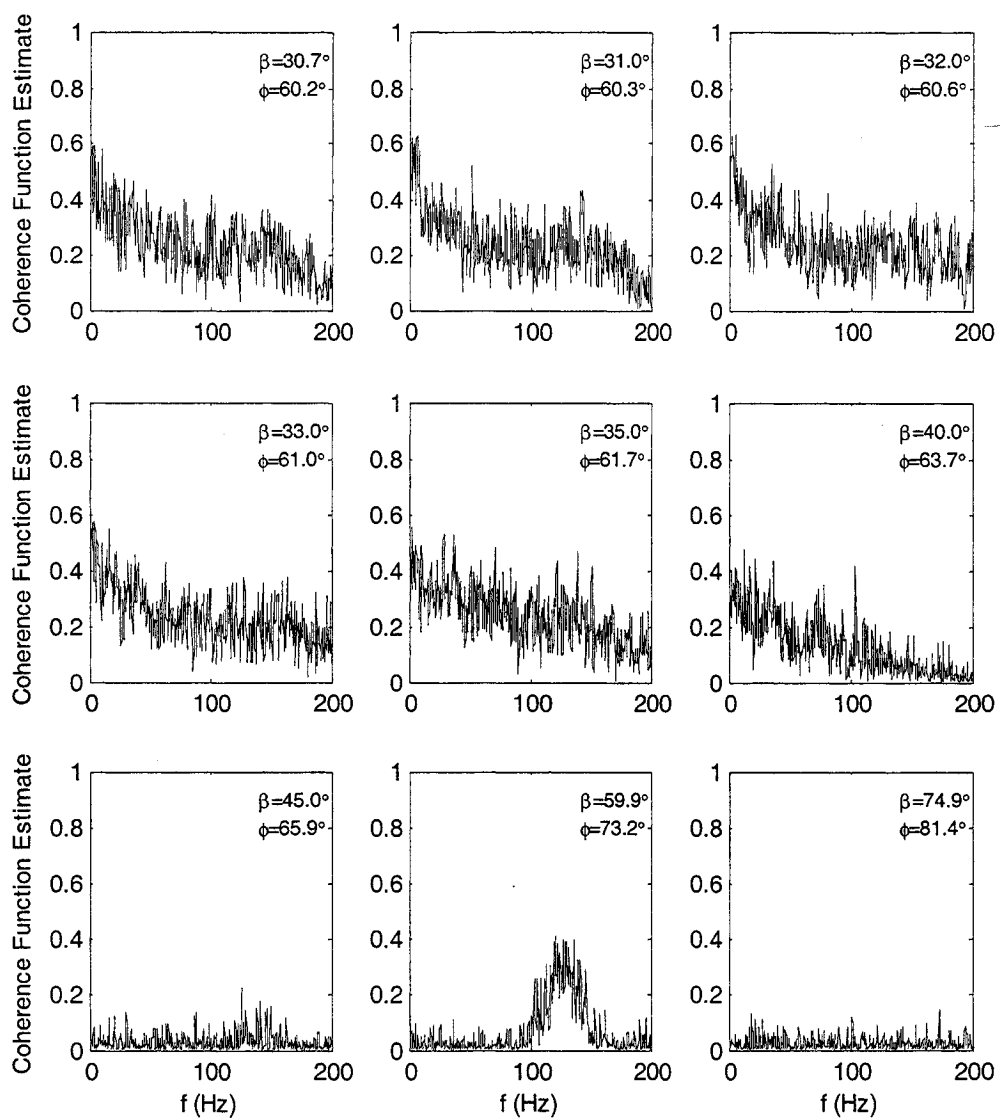 Coherence Function Estimate
1
0.8
0.6
0.4
0.2
0
0 100 200
β=30.7°
ϕ=60.2°
1
0.8
0.6
0.4
0.2
0
0 100 200
β=31.0°
ϕ=60.3°
1
0.8
0.6
0.4
0.2
0
0 100 200
β=32.0°
ϕ=60.6°
Coherence Function Estimate
1
0.8
0.6
0.4
0.2
0
0 100 200
β=33.0°
ϕ=61.0°
1
0.8
0.6
0.4
0.2
0
0 100 200
β=35.0°
ϕ=61.7°
1
0.8
0.6
0.4
0.2
0
0 100 200
β=40.0°
ϕ=63.7°
Coherence Function Estimate
1
0.8
0.6
0.4
0.2
0
0 100 200
f (Hz)
β=45.0°
ϕ=65.9°
1
0.8
0.6
0.4
0.2
0
0 100 200
f (Hz)
β=59.9°
ϕ=73.2°
1
0.8
0.6
0.4
0.2
0
0 100 200
f (Hz)
β=74.9°
ϕ=81.4°